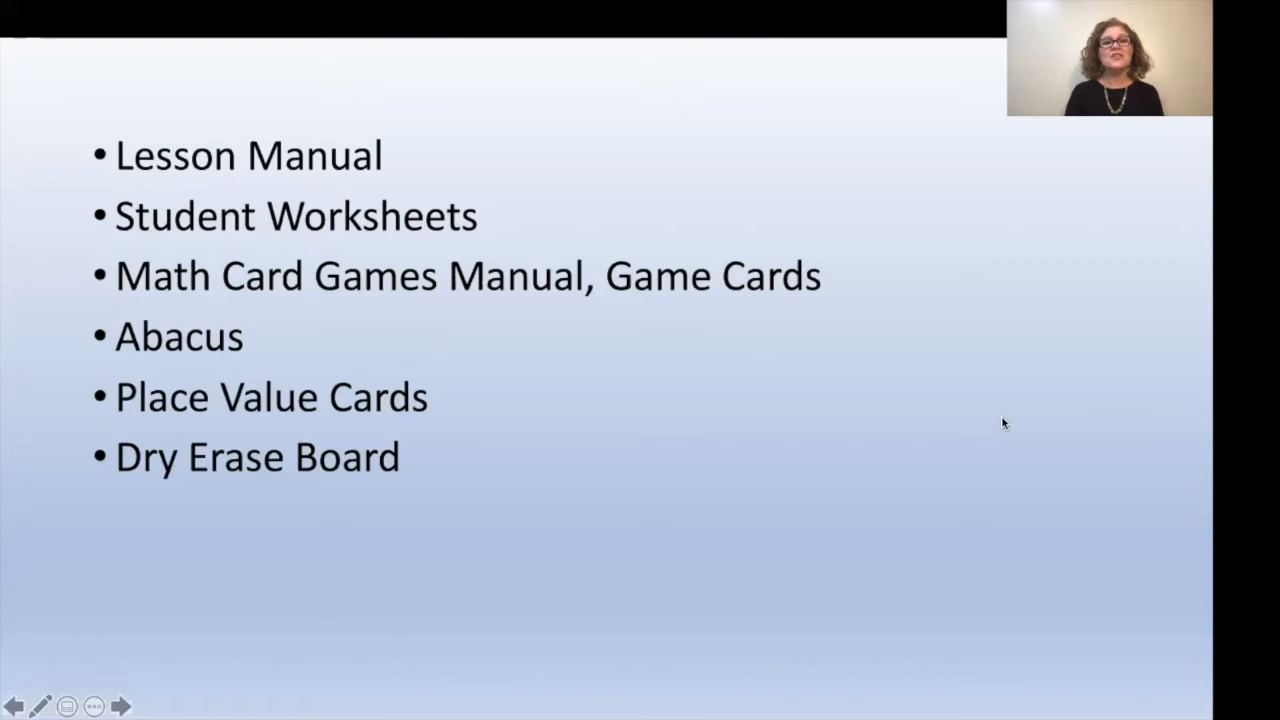 • Lesson Manual
• Student Worksheets
• Math Card Games Manual, Game Cards
• Abacus
• Place Value Cards
• Dry Erase Board